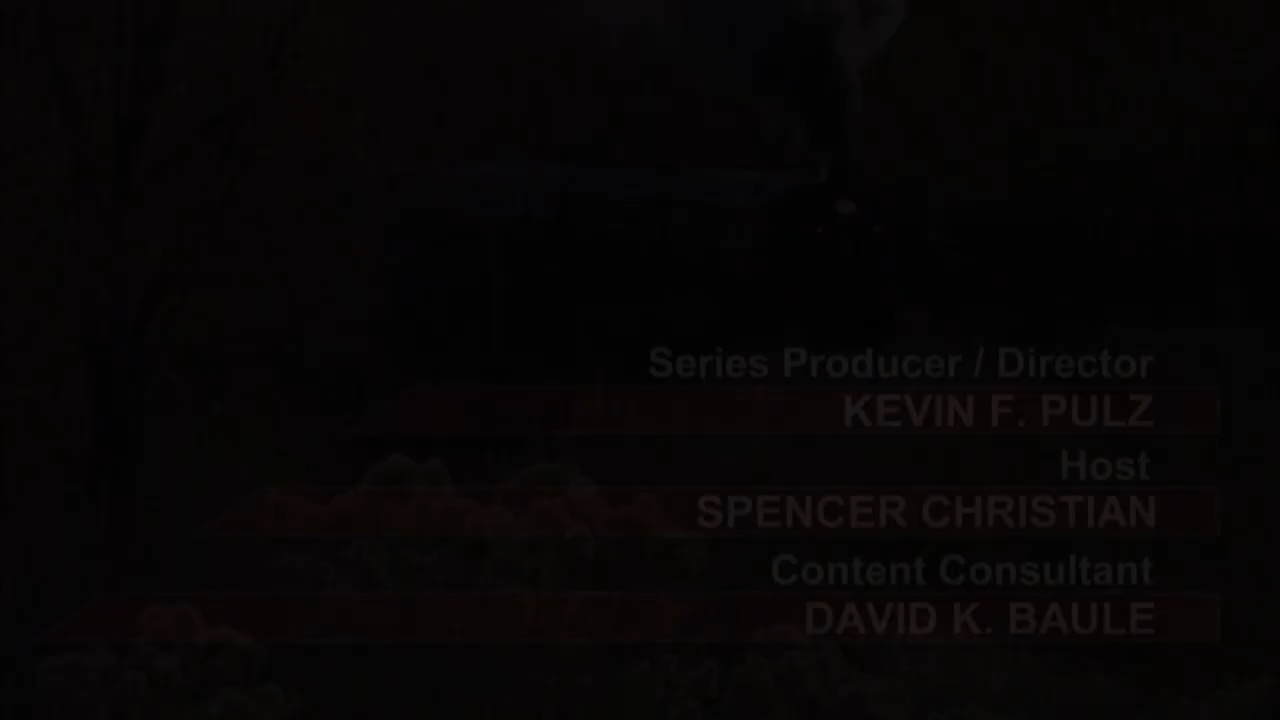 Series Producer / Director
KEVIN F. PULZ
Host
SPENCER CHRISTIAN
Content Consultant
DAVID K. BAULE